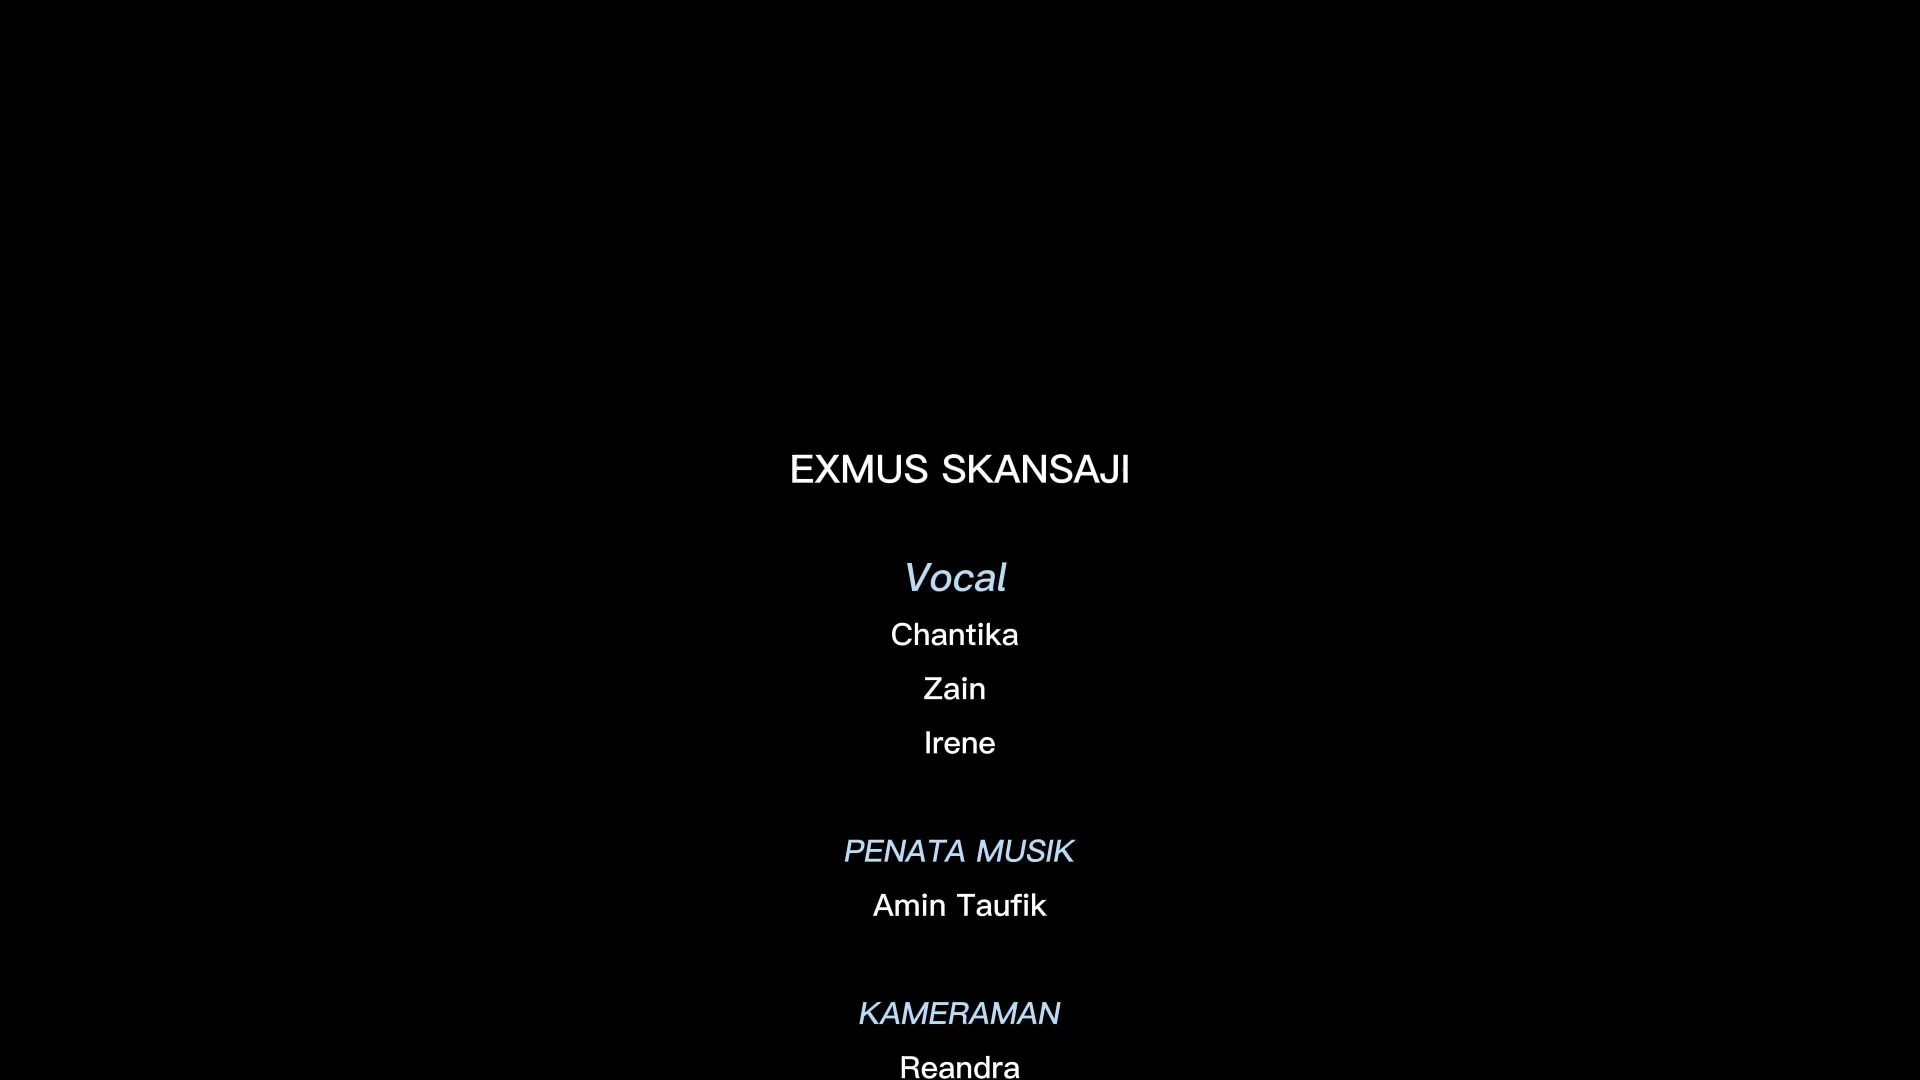 EXMUS SKANSAJI
Vocal
Chantika
Zain
Irene
PENATA MUSIK
Amin Taufik
KAMERAMAN
Reandra